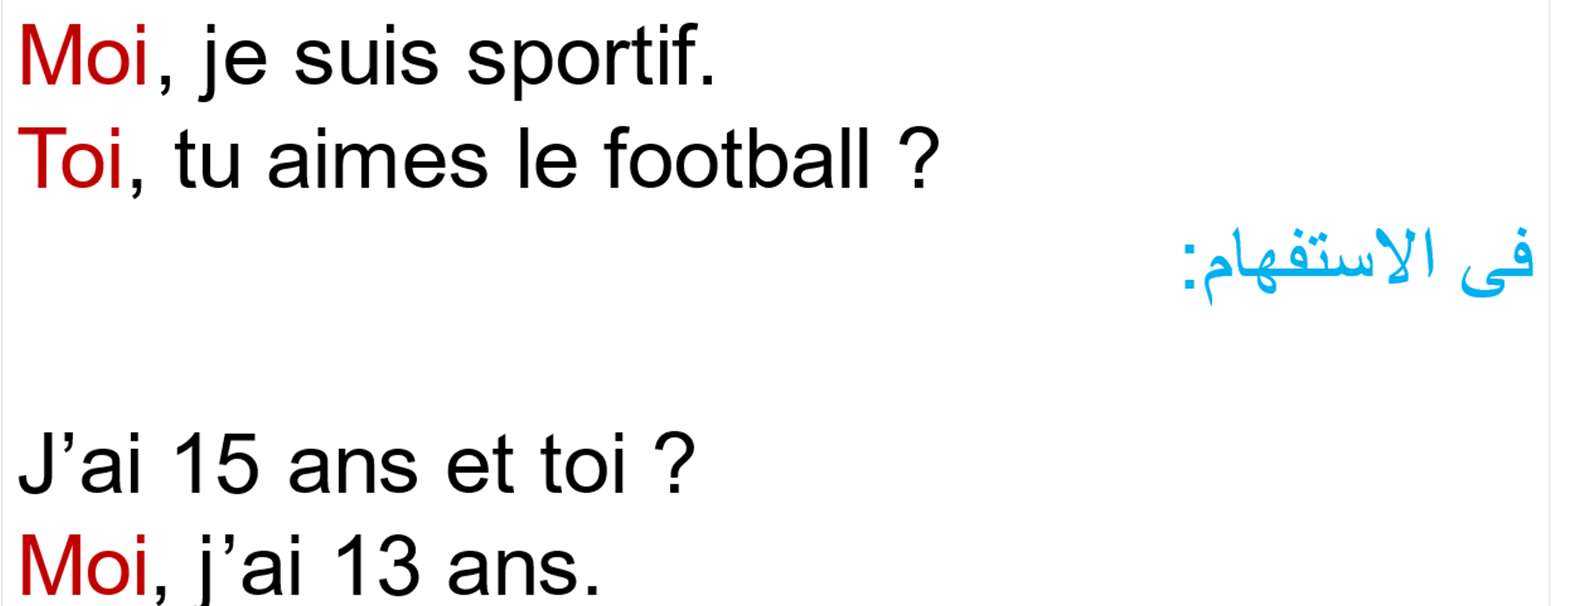 Moi, je suis sportif.
Toi, tu aimes le football ?
فى الاستفهام:
J’ai 15 ans et toi ?
Moi, j’ai 13 ans.